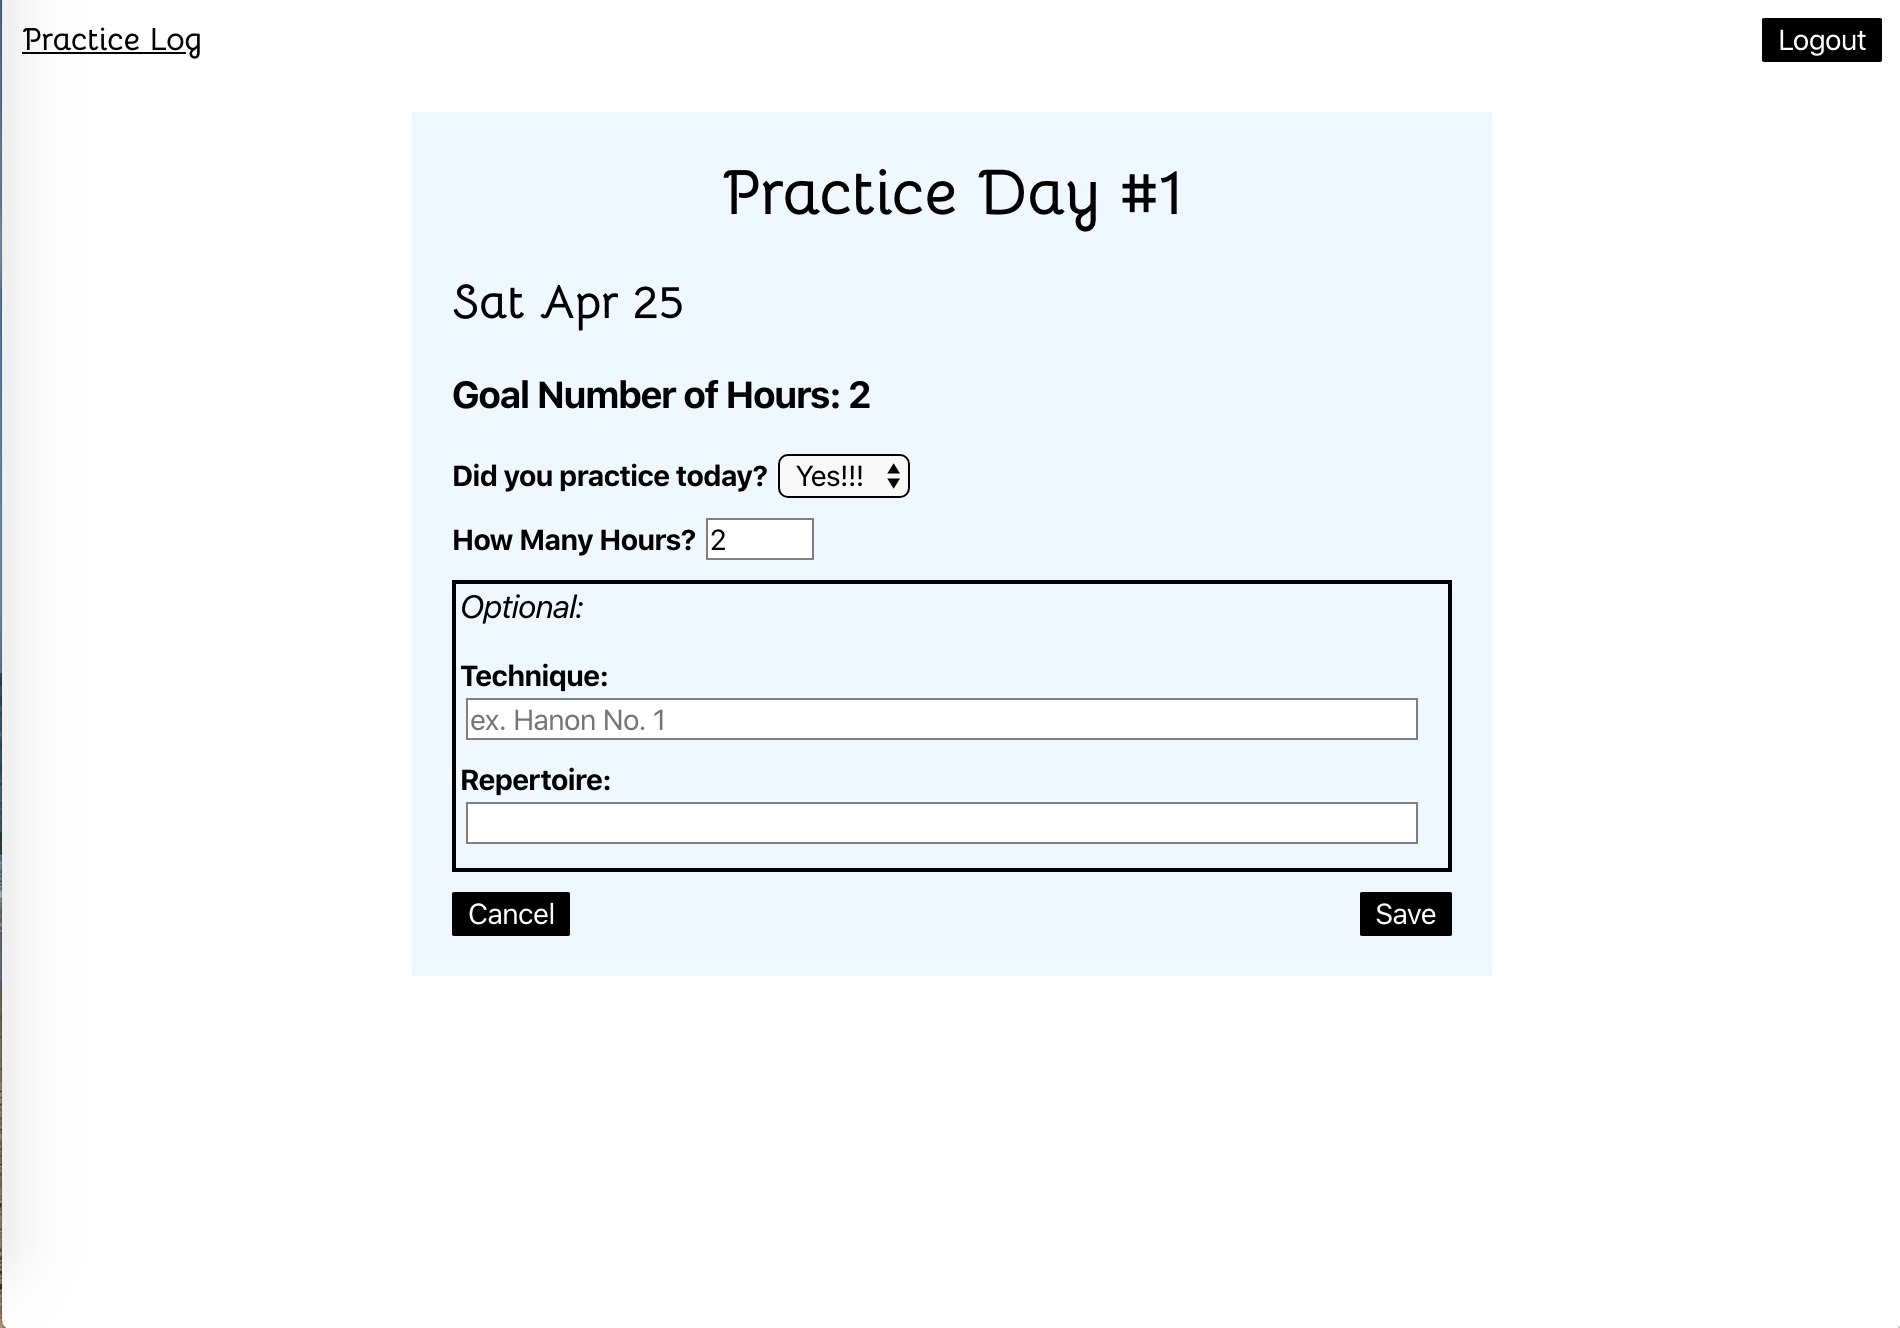 Practice Log
Logout
Practice Day #1
Sat Apr 25
Goal Number of Hours: 2
Did you practice today? Yes!!!
How Many Hours? 2
Optional:
Technique:
ex. Hanon No. 1
Repertoire:
Cancel
Save